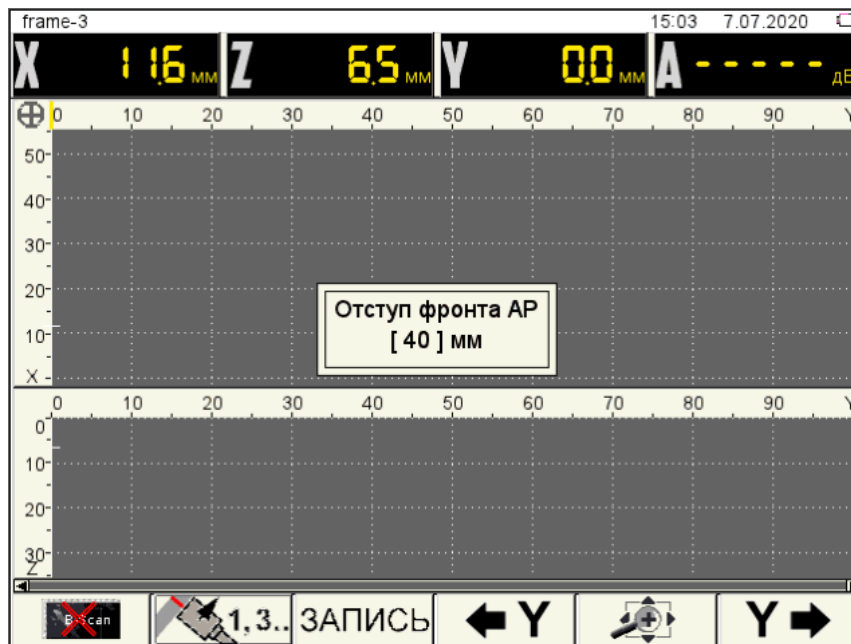 frame-3 15:03 7.07.2020
X 11.6 мм Z 6.5 мм Y 0.0 мм A ----- дБ
0 10 20 30 40 50 60 70 80 90 Y
50
40
30
20
Отступ фронта АР
[ 40 ] мм
10
X
0 10 20 30 40 50 60 70 80 90 Y
0
10
20
30
Z
B-Scan 1,3.. ЗАПИСЬ Y Y